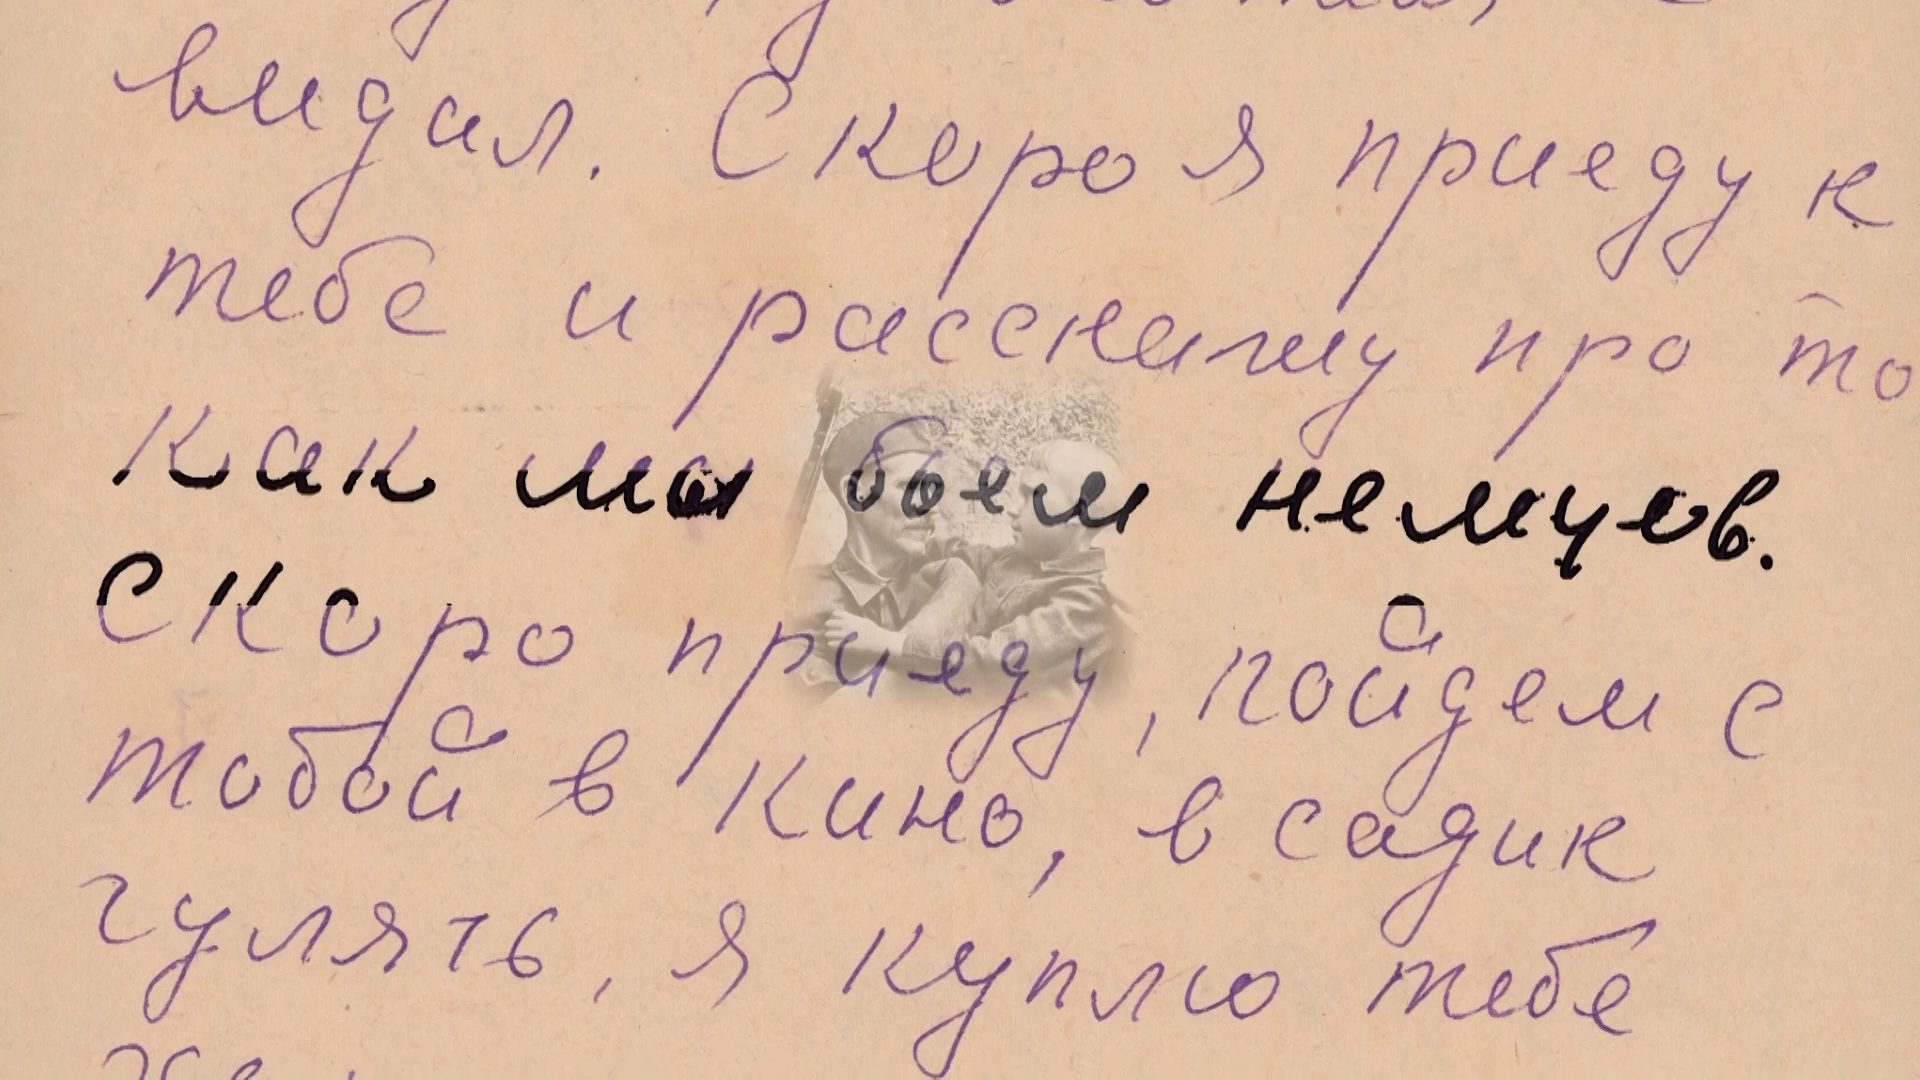 видал. Скоро я приеду к
тебе и расскажу про то
как мы бьем немцев.
Скоро приеду, пойдем с
тобой в кино, в садик
гулять, я куплю тебе